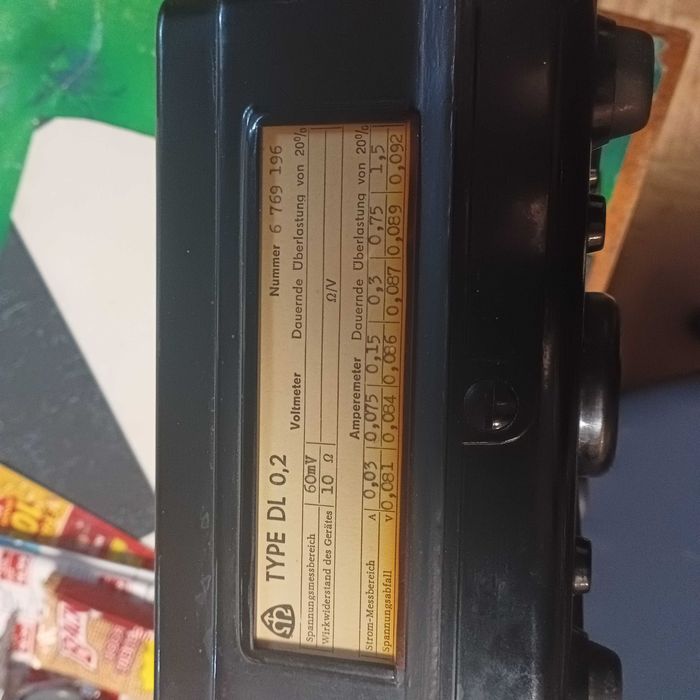 TYPE DL 0,2
Nummer 6 769 196
Voltmeter Dauernde Überlastung von 20%
Spannungsmessbereich 60mV
Wirkwiderstand des Gerätes 10 Ω Ω/V
Amperemeter Dauernde Überlastung von 20%
Strom-Messbereich A 0,03 0,075 0,15 0,3 0,75 1,5
Spannungsabfall V 0,081 0,084 0,086 0,087 0,089 0,092